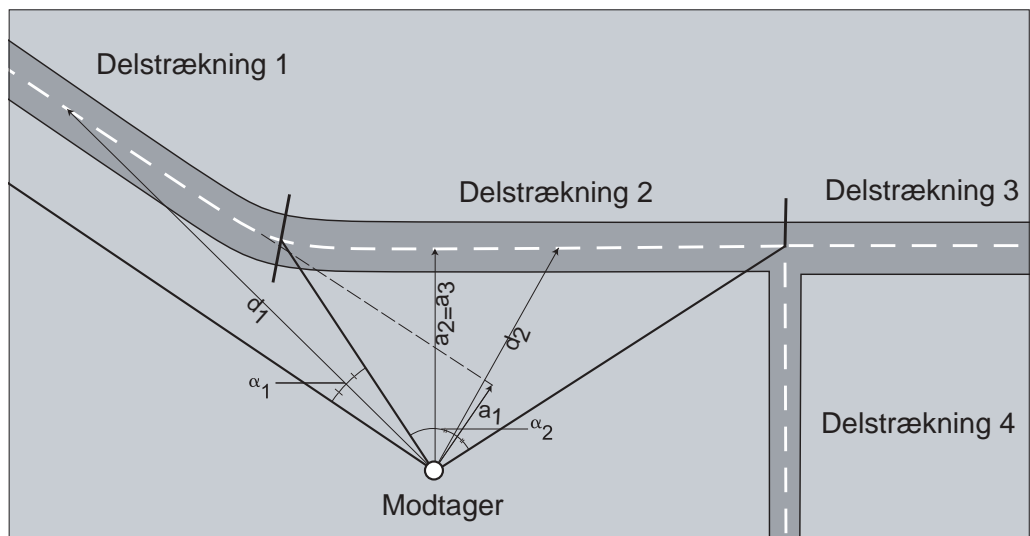 Delstrækning 1
Delstrækning 2
Delstrækning 3
d1
a2=a3
d2
α1
a1
α2
Delstrækning 4
Modtager